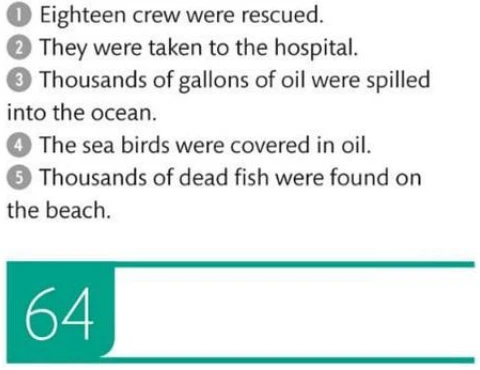 1 Eighteen crew were rescued.
2 They were taken to the hospital.
3 Thousands of gallons of oil were spilled
into the ocean.
4 The sea birds were covered in oil.
5 Thousands of dead fish were found on
the beach.
64